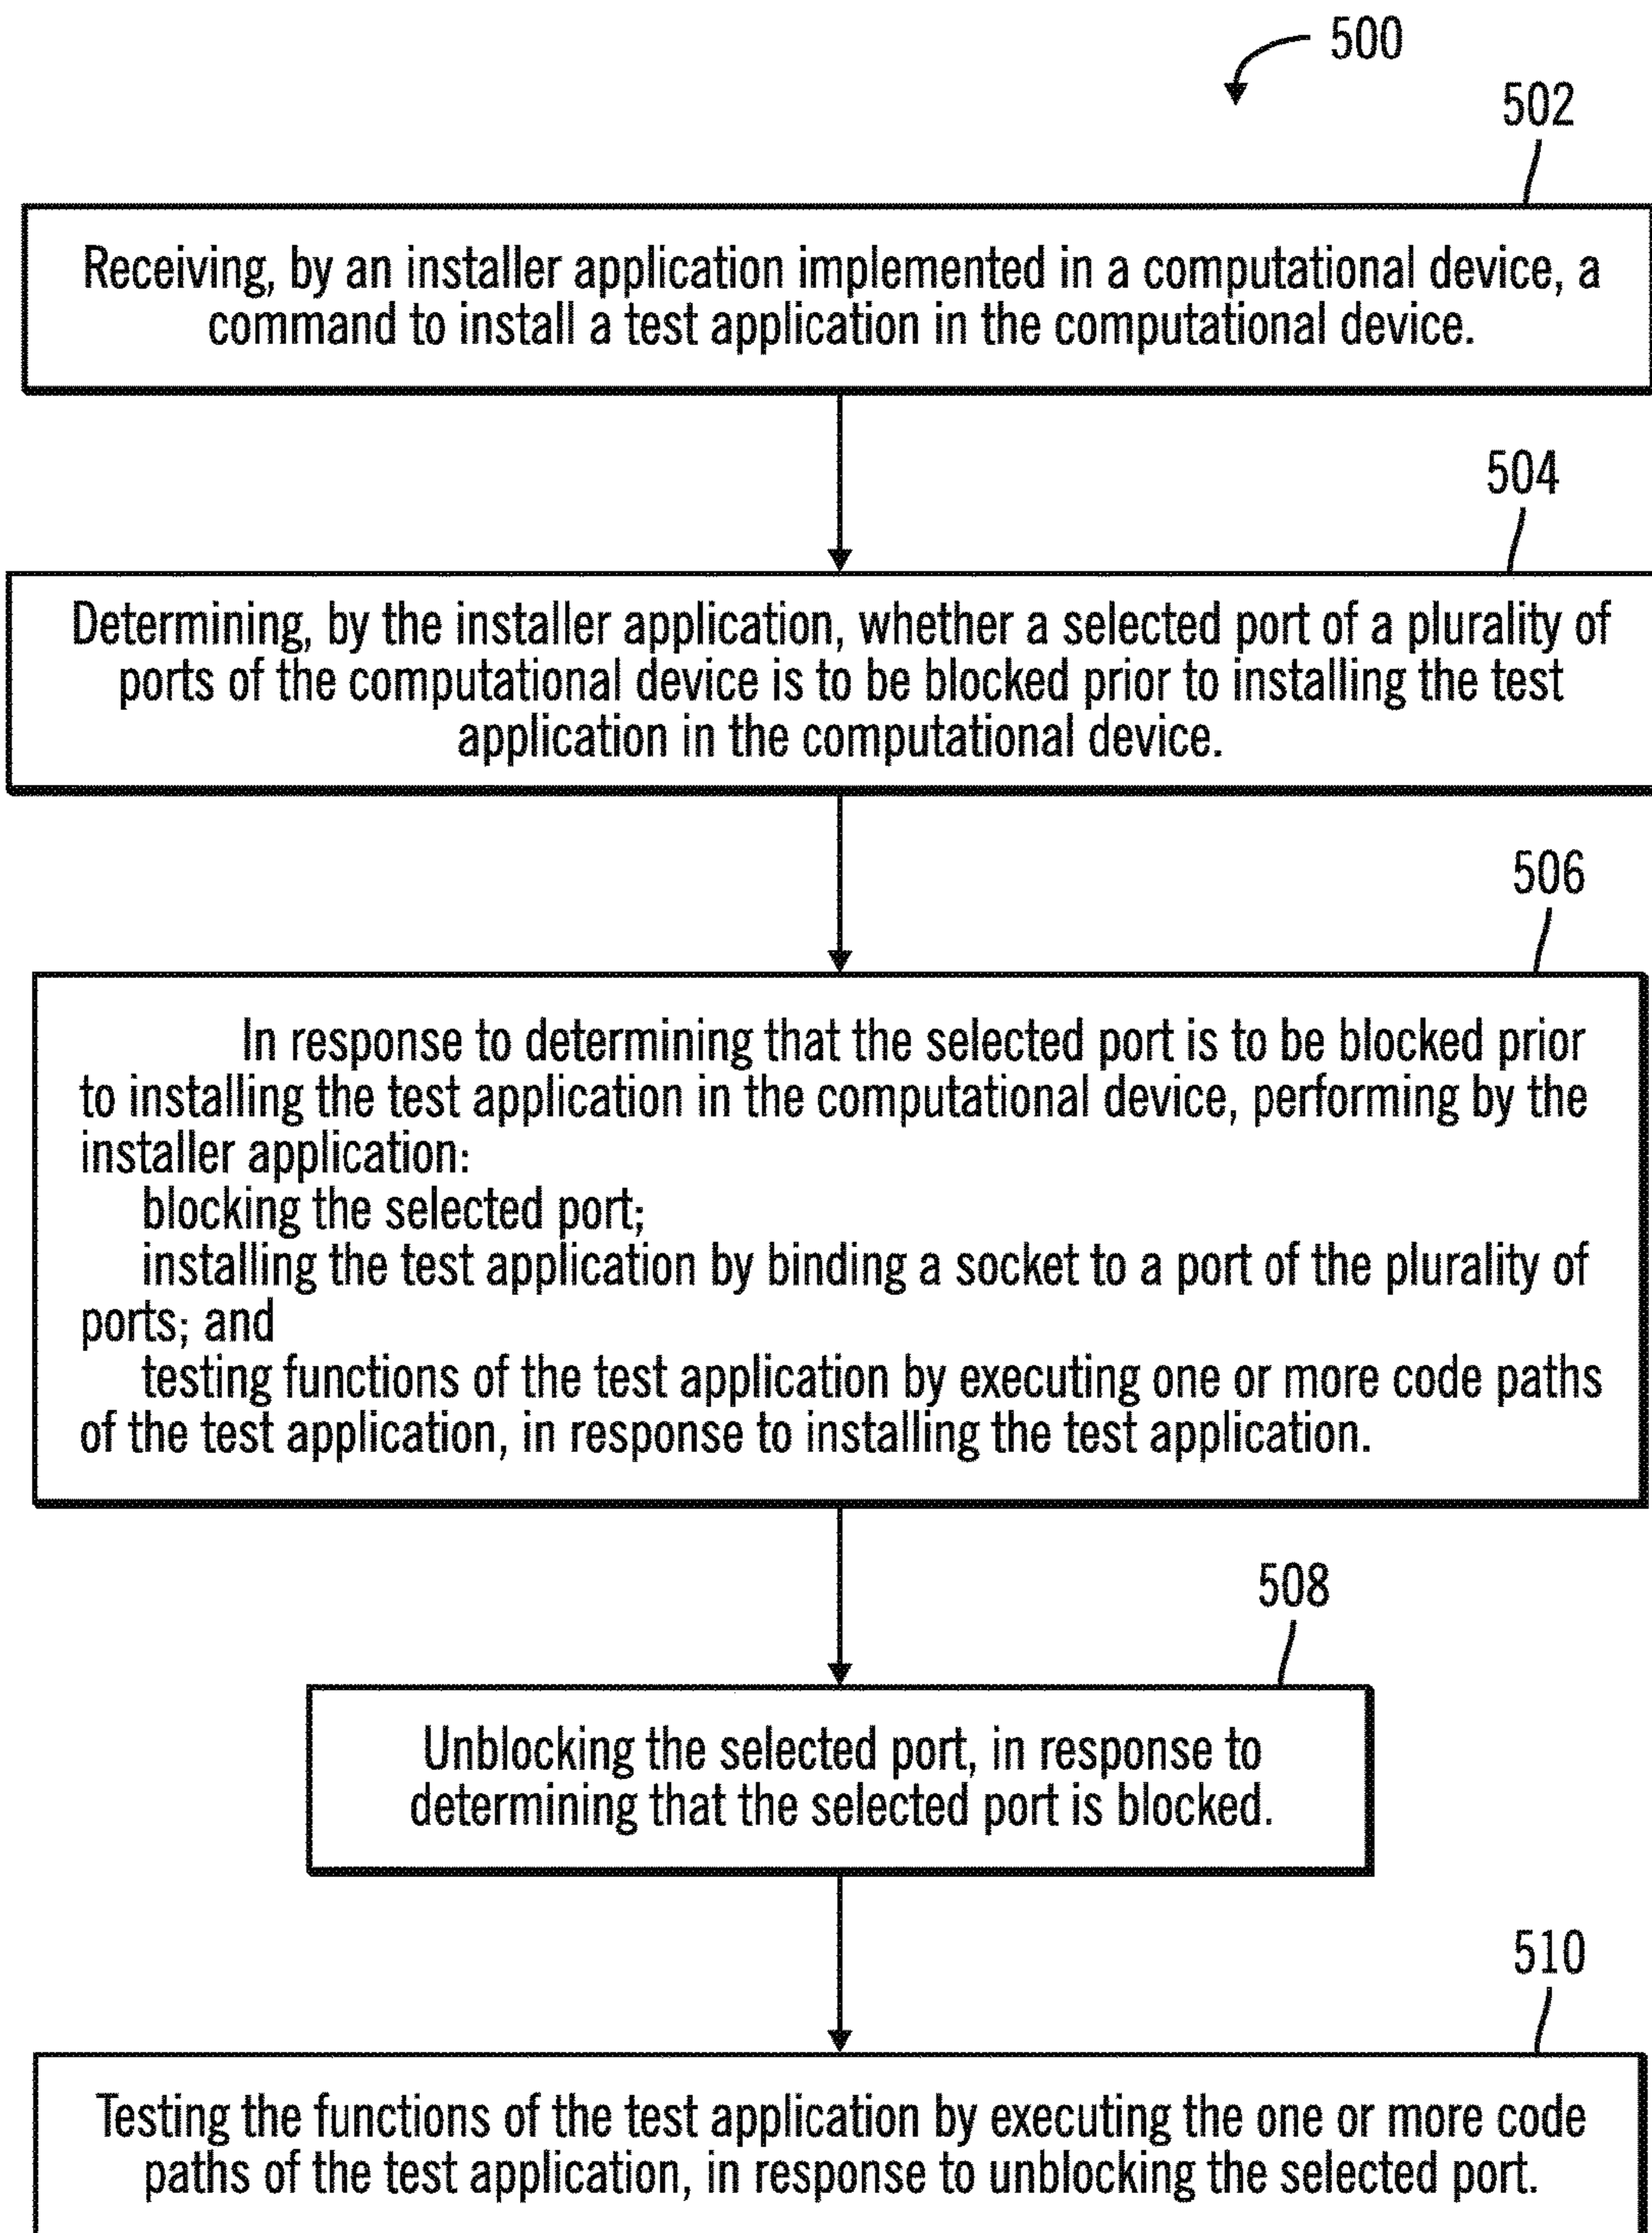 500
502
Receiving, by an installer application implemented in a computational device, a
command to install a test application in the computational device.
504
Determining, by the installer application, whether a selected port of a plurality of
ports of the computational device is to be blocked prior to installing the test
application in the computational device.
506
In response to determining that the selected port is to be blocked prior
to installing the test application in the computational device, performing by the
installer application:
blocking the selected port;
installing the test application by binding a socket to a port of the plurality of
ports; and
testing functions of the test application by executing one or more code paths
of the test application, in response to installing the test application.
508
Unblocking the selected port, in response to
determining that the selected port is blocked.
510
Testing the functions of the test application by executing the one or more code
paths of the test application, in response to unblocking the selected port.